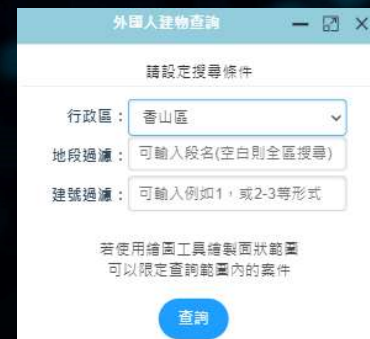 外國人建物查詢
請設定搜尋條件
行政區：香山區
地段過濾：可輸入段名(空白則全區搜尋)
建號過濾：可輸入例如1，或2-3等形式
若使用繪圖工具繪製面狀範圍
可以限定查詢範圍內的案件
查詢